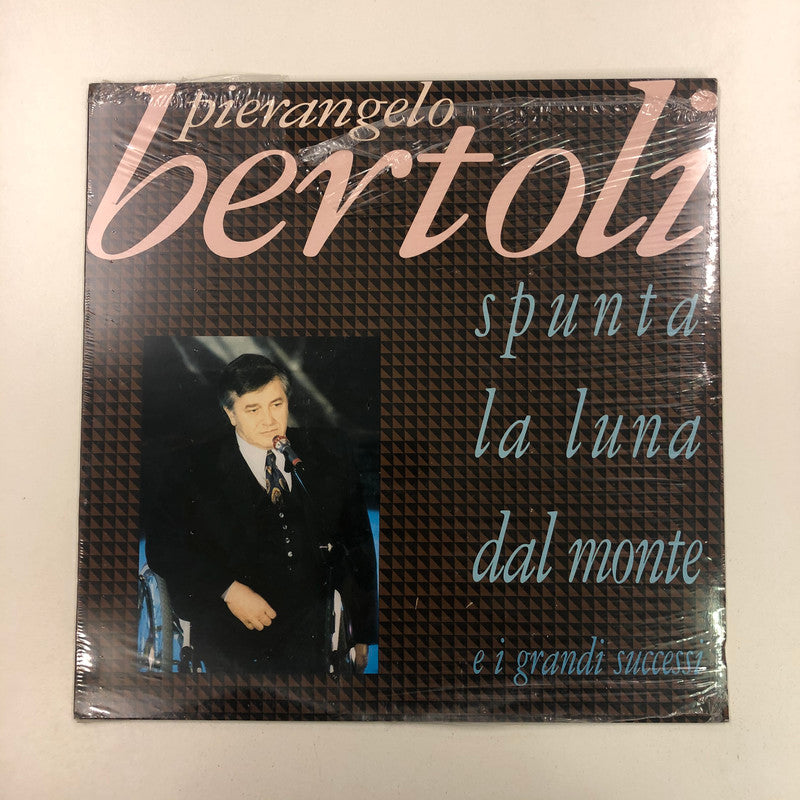 pierangelo
bertoli
spunta
la luna
dal monte
e i grandi successi